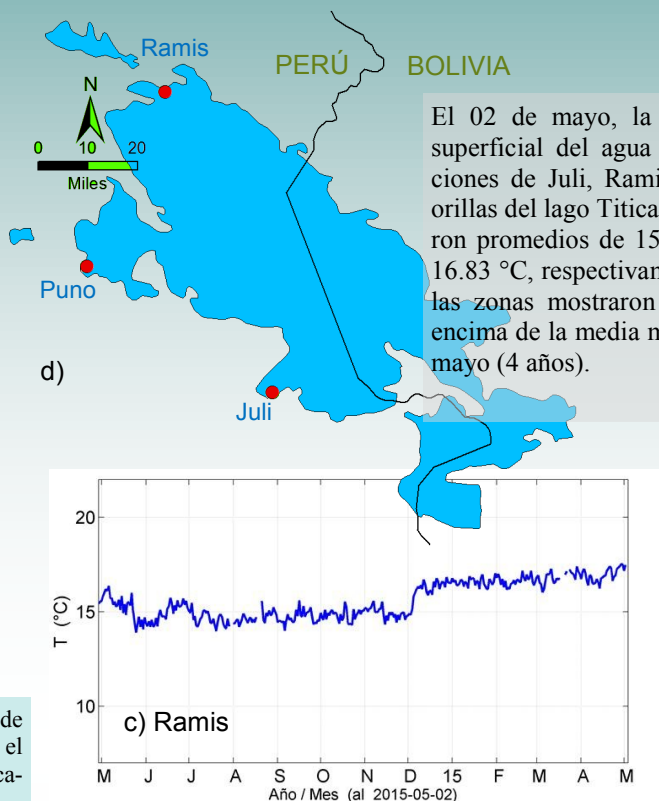 Ramis
PERÚ BOLIVIA
N
0 10 20
Miles
Puno
Juli
d)
El 02 de mayo, la
superficial del agua
ciones de Juli, Rami
orillas del lago Titica
ron promedios de 15
16.83 °C, respectivan
las zonas mostraron
encima de la media m
mayo (4 años).
T (°C)
20
15
10
c) Ramis
M J J A S O N D 15 F M A M
Año / Mes (al 2015-05-02)
de
el
ca-